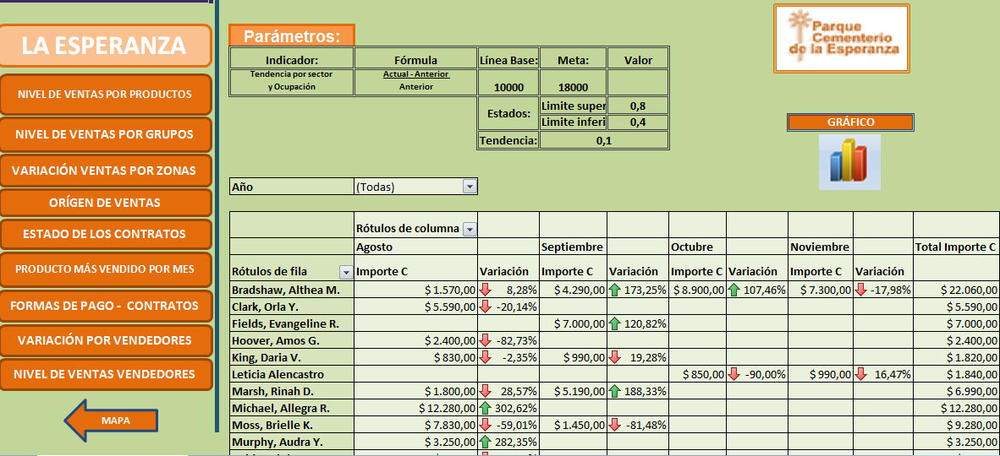 LA ESPERANZA
NIVEL DE VENTAS POR PRODUCTOS
NIVEL DE VENTAS POR GRUPOS
VARIACIÓN VENTAS POR ZONAS
ORÍGEN DE VENTAS
ESTADO DE LOS CONTRATOS
PRODUCTO MÁS VENDIDO POR MES
FORMAS DE PAGO - CONTRATOS
VARIACIÓN POR VENDEDORES
NIVEL DE VENTAS VENDEDORES
MAPA
Parámetros:
Indicador: Fórmula Línea Base: Meta: Valor
Tendencia por sector Actual - Anterior
y Ocupación Anterior 10000 18000
Estados: Limite super 0,8
Limite inferi 0,4
Tendencia: 0,1
Parque
Cementerio
de la Esperanza
GRÁFICO
Año (Todas)
Rótulos de columna
Agosto Septiembre Octubre Noviembre Total Importe C
Rótulos de fila Importe C Variación Importe C Variación Importe C Variación Importe C Variación
Bradshaw, Althea M. $ 1.570,00 8,28% $ 4.290,00 173,25% $ 8.900,00 107,46% $ 7.300,00 -17,98% $ 22.060,00
Clark, Orla Y. $ 5.590,00 -20,14% $ 5.590,00
Fields, Evangeline R. $ 7.000,00 120,82% $ 7.000,00
Hoover, Amos G. $ 2.400,00 -82,73% $ 2.400,00
King, Daria V. $ 830,00 -2,35% $ 990,00 19,28% $ 1.820,00
Leticia Alencastro $ 850,00 -90,00% $ 990,00 16,47% $ 1.840,00
Marsh, Rinah D. $ 1.800,00 28,57% $ 5.190,00 188,33% $ 6.990,00
Michael, Allegra R. $ 12.280,00 302,62% $ 12.280,00
Moss, Brielle K. $ 7.830,00 -59,01% $ 1.450,00 -81,48% $ 9.280,00
Murphy, Audra Y. $ 3.250,00 282,35% $ 3.250,00